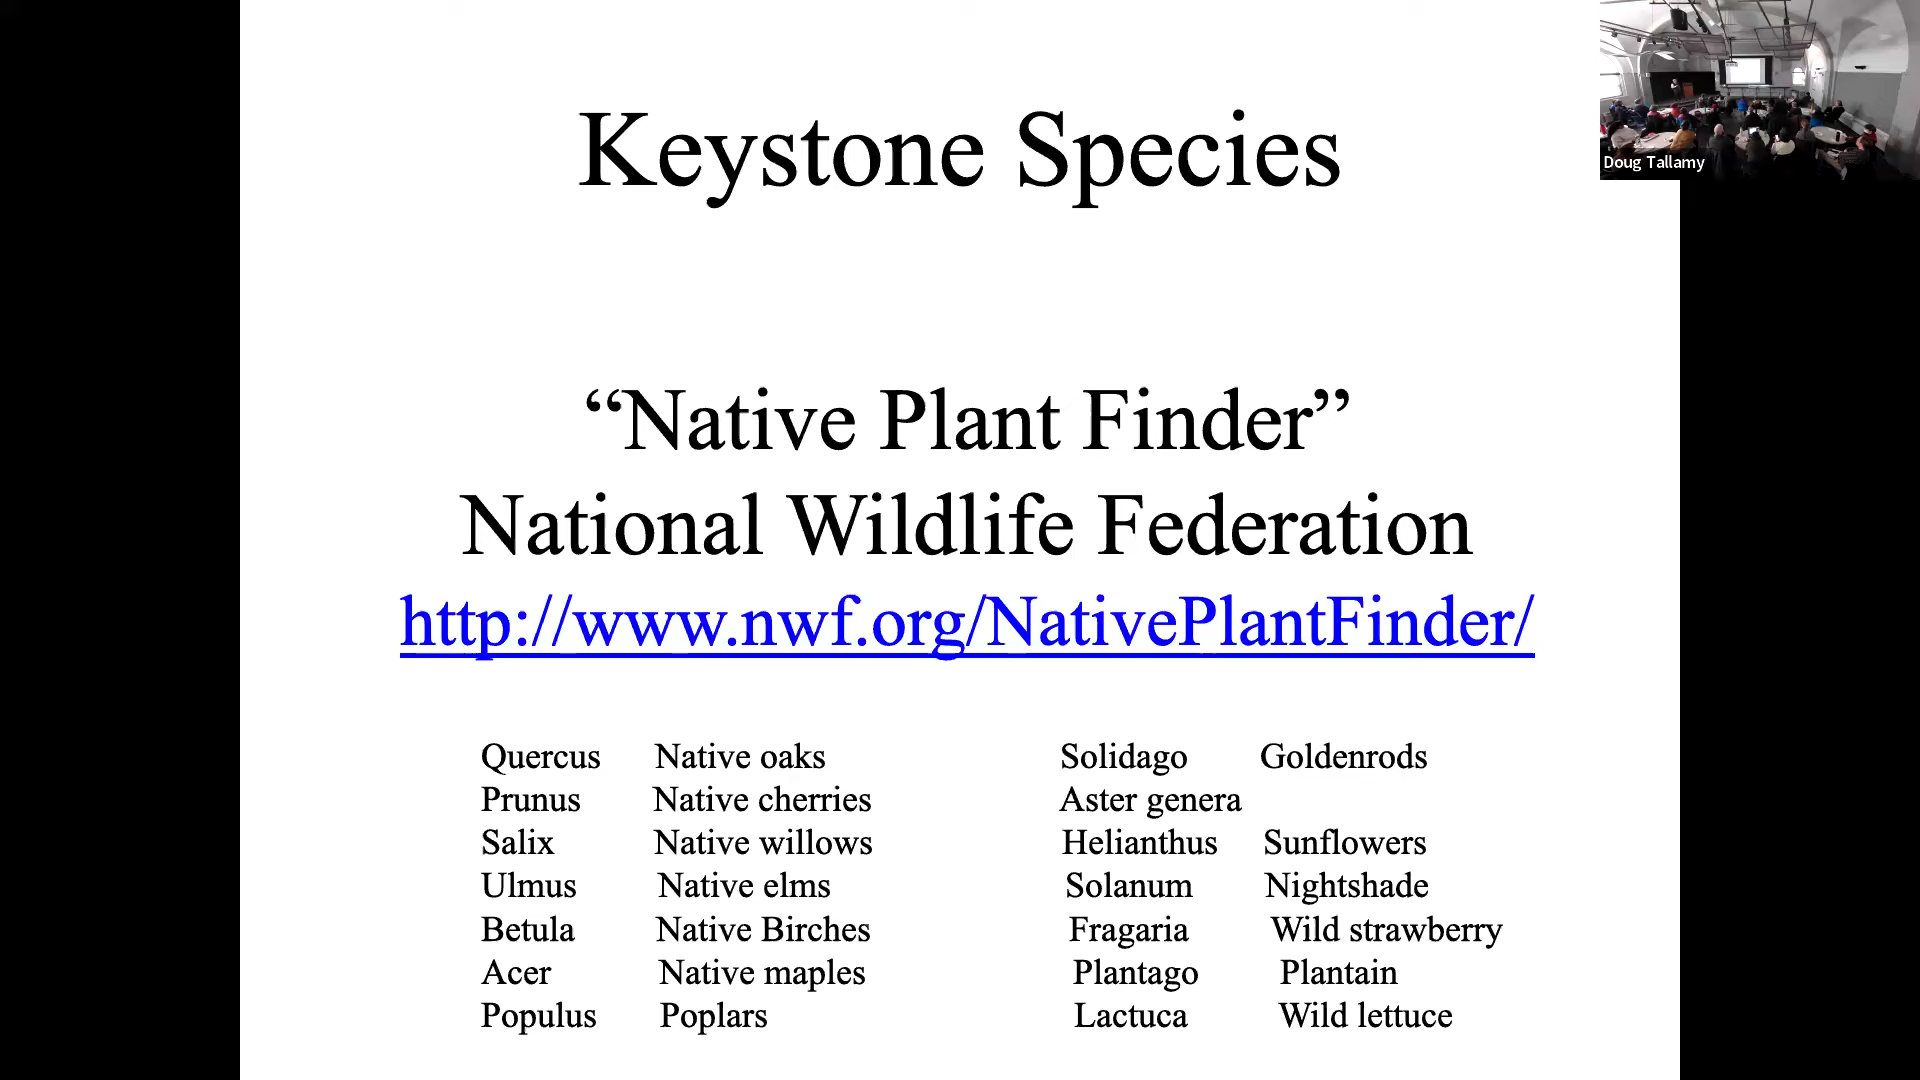 Keystone Species
Doug Tallamy
“Native Plant Finder”
National Wildlife Federation
http://www.nwf.org/NativePlantFinder/
Quercus Native oaks
Prunus Native cherries
Salix Native willows
Ulmus Native elms
Betula Native Birches
Acer Native maples
Populus Poplars
Solidago Goldenrods
Aster genera
Helianthus Sunflowers
Solanum Nightshade
Fragaria Wild strawberry
Plantago Plantain
Lactuca Wild lettuce